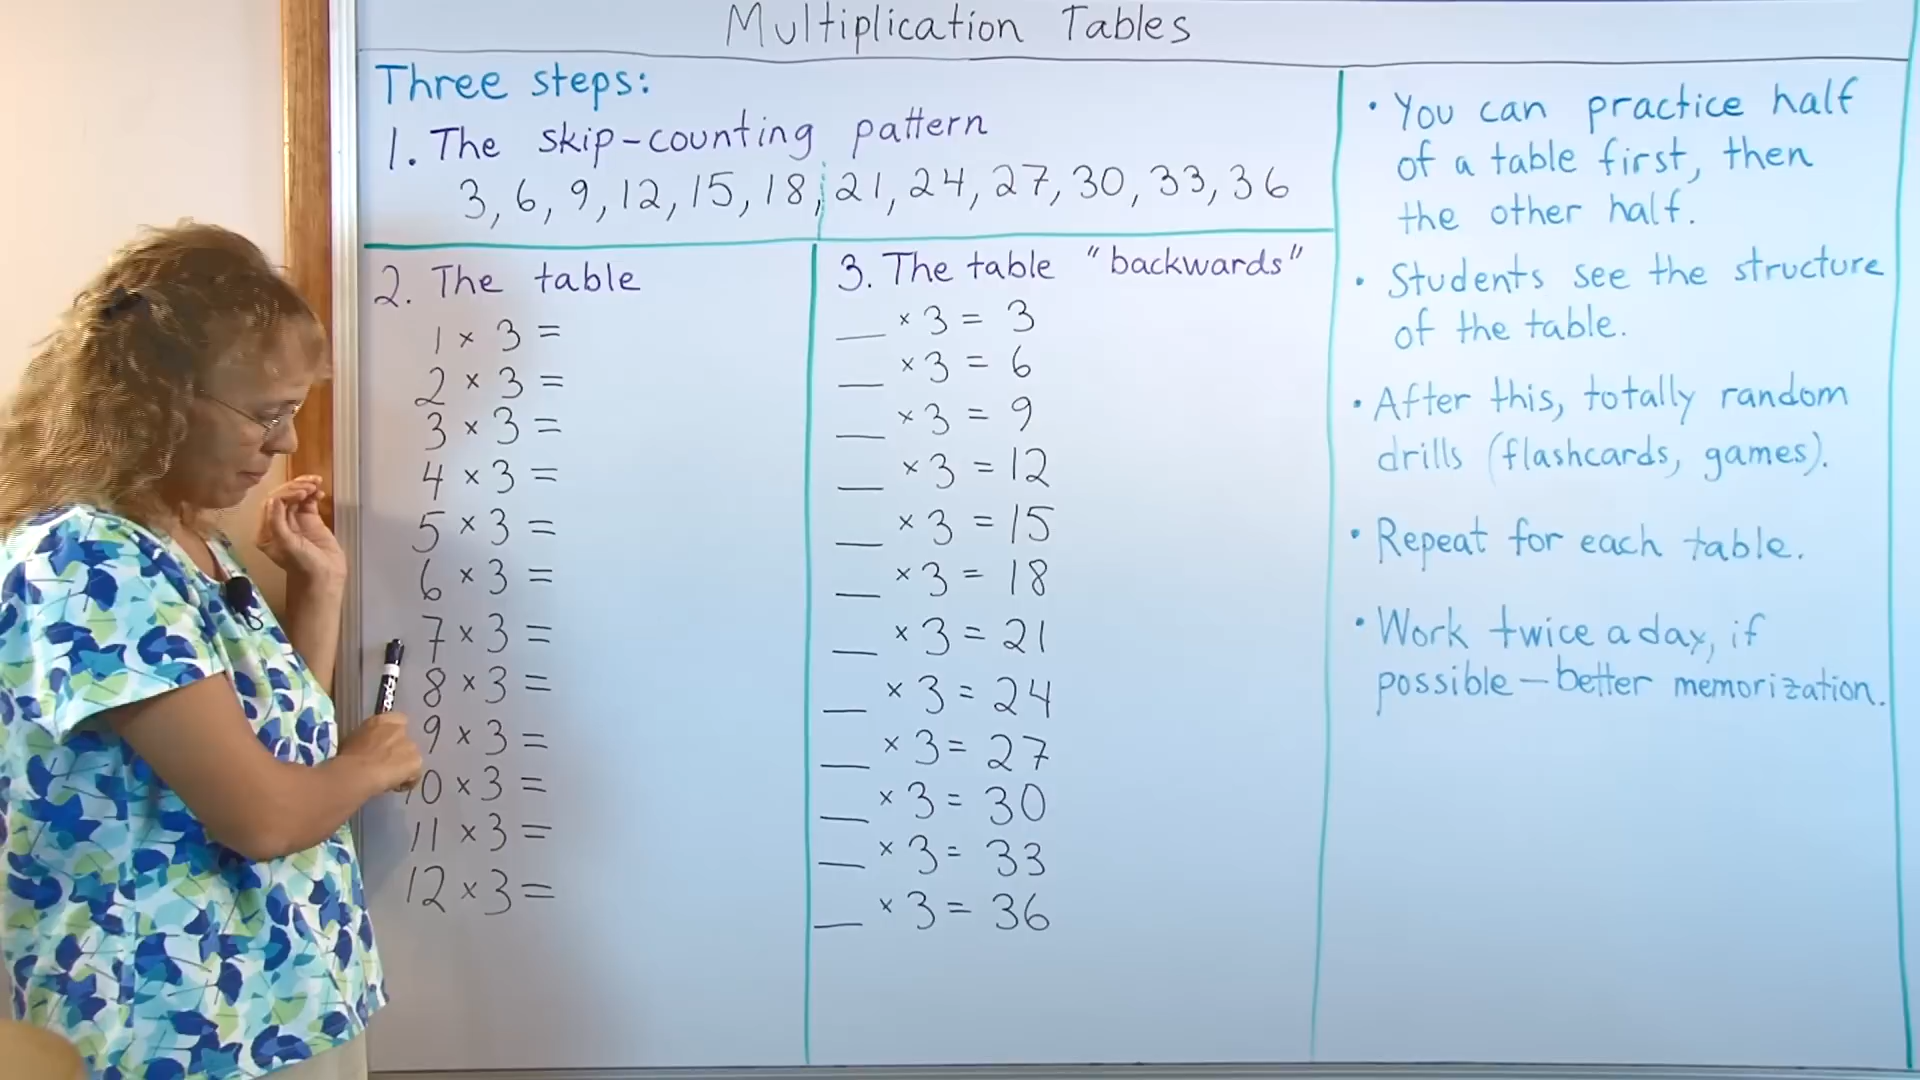 Multiplication Tables
Three steps:
1. The skip-counting pattern
3, 6, 9, 12, 15, 18, 21, 24, 27, 30, 33, 36
2. The table
1 × 3 =
2 × 3 =
3 × 3 =
4 × 3 =
5 × 3 =
6 × 3 =
7 × 3 =
8 × 3 =
9 × 3 =
10 × 3 =
11 × 3 =
12 × 3 =
3. The table "backwards"
__ × 3 = 3
__ × 3 = 6
__ × 3 = 9
__ × 3 = 12
__ × 3 = 15
__ × 3 = 18
__ × 3 = 21
__ × 3 = 24
__ × 3 = 27
__ × 3 = 30
__ × 3 = 33
__ × 3 = 36
• You can practice half
of a table first, then
the other half.
• Students see the structure
of the table.
• After this, totally random
drills (flashcards, games).
• Repeat for each table.
• Work twice a day, if
possible – better memorization.